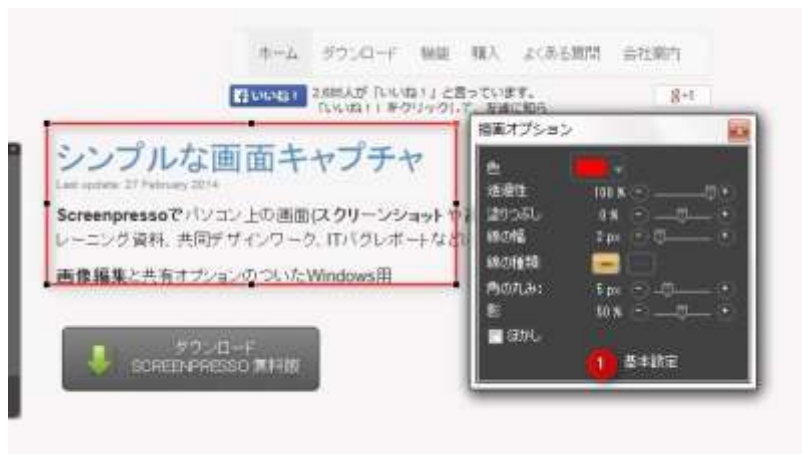 ホーム ダウンロード 機能 購入 よくある質問 会社案内
いいね！ 2,685人が「いいね！」と言っています。
「いいね！」をクリックして、友達に知ら
g+1
シンプルな画面キャプチャ
Last update: 27 February 2014
Screenpressoでパソコン上の画面(スクリーンショット や
レーニング資料、共同デザインワーク、ITバグレポートなど
画像編集と共有オプションのついたWindows用
ダウンロード
SCREENPRESSO 無料版
描画オプション
色
透過性 100 %
塗りつぶし 0 %
線の幅 2 px
線の種類
角の丸み: 5 px
影 50 %
ぼかし
1 基本設定